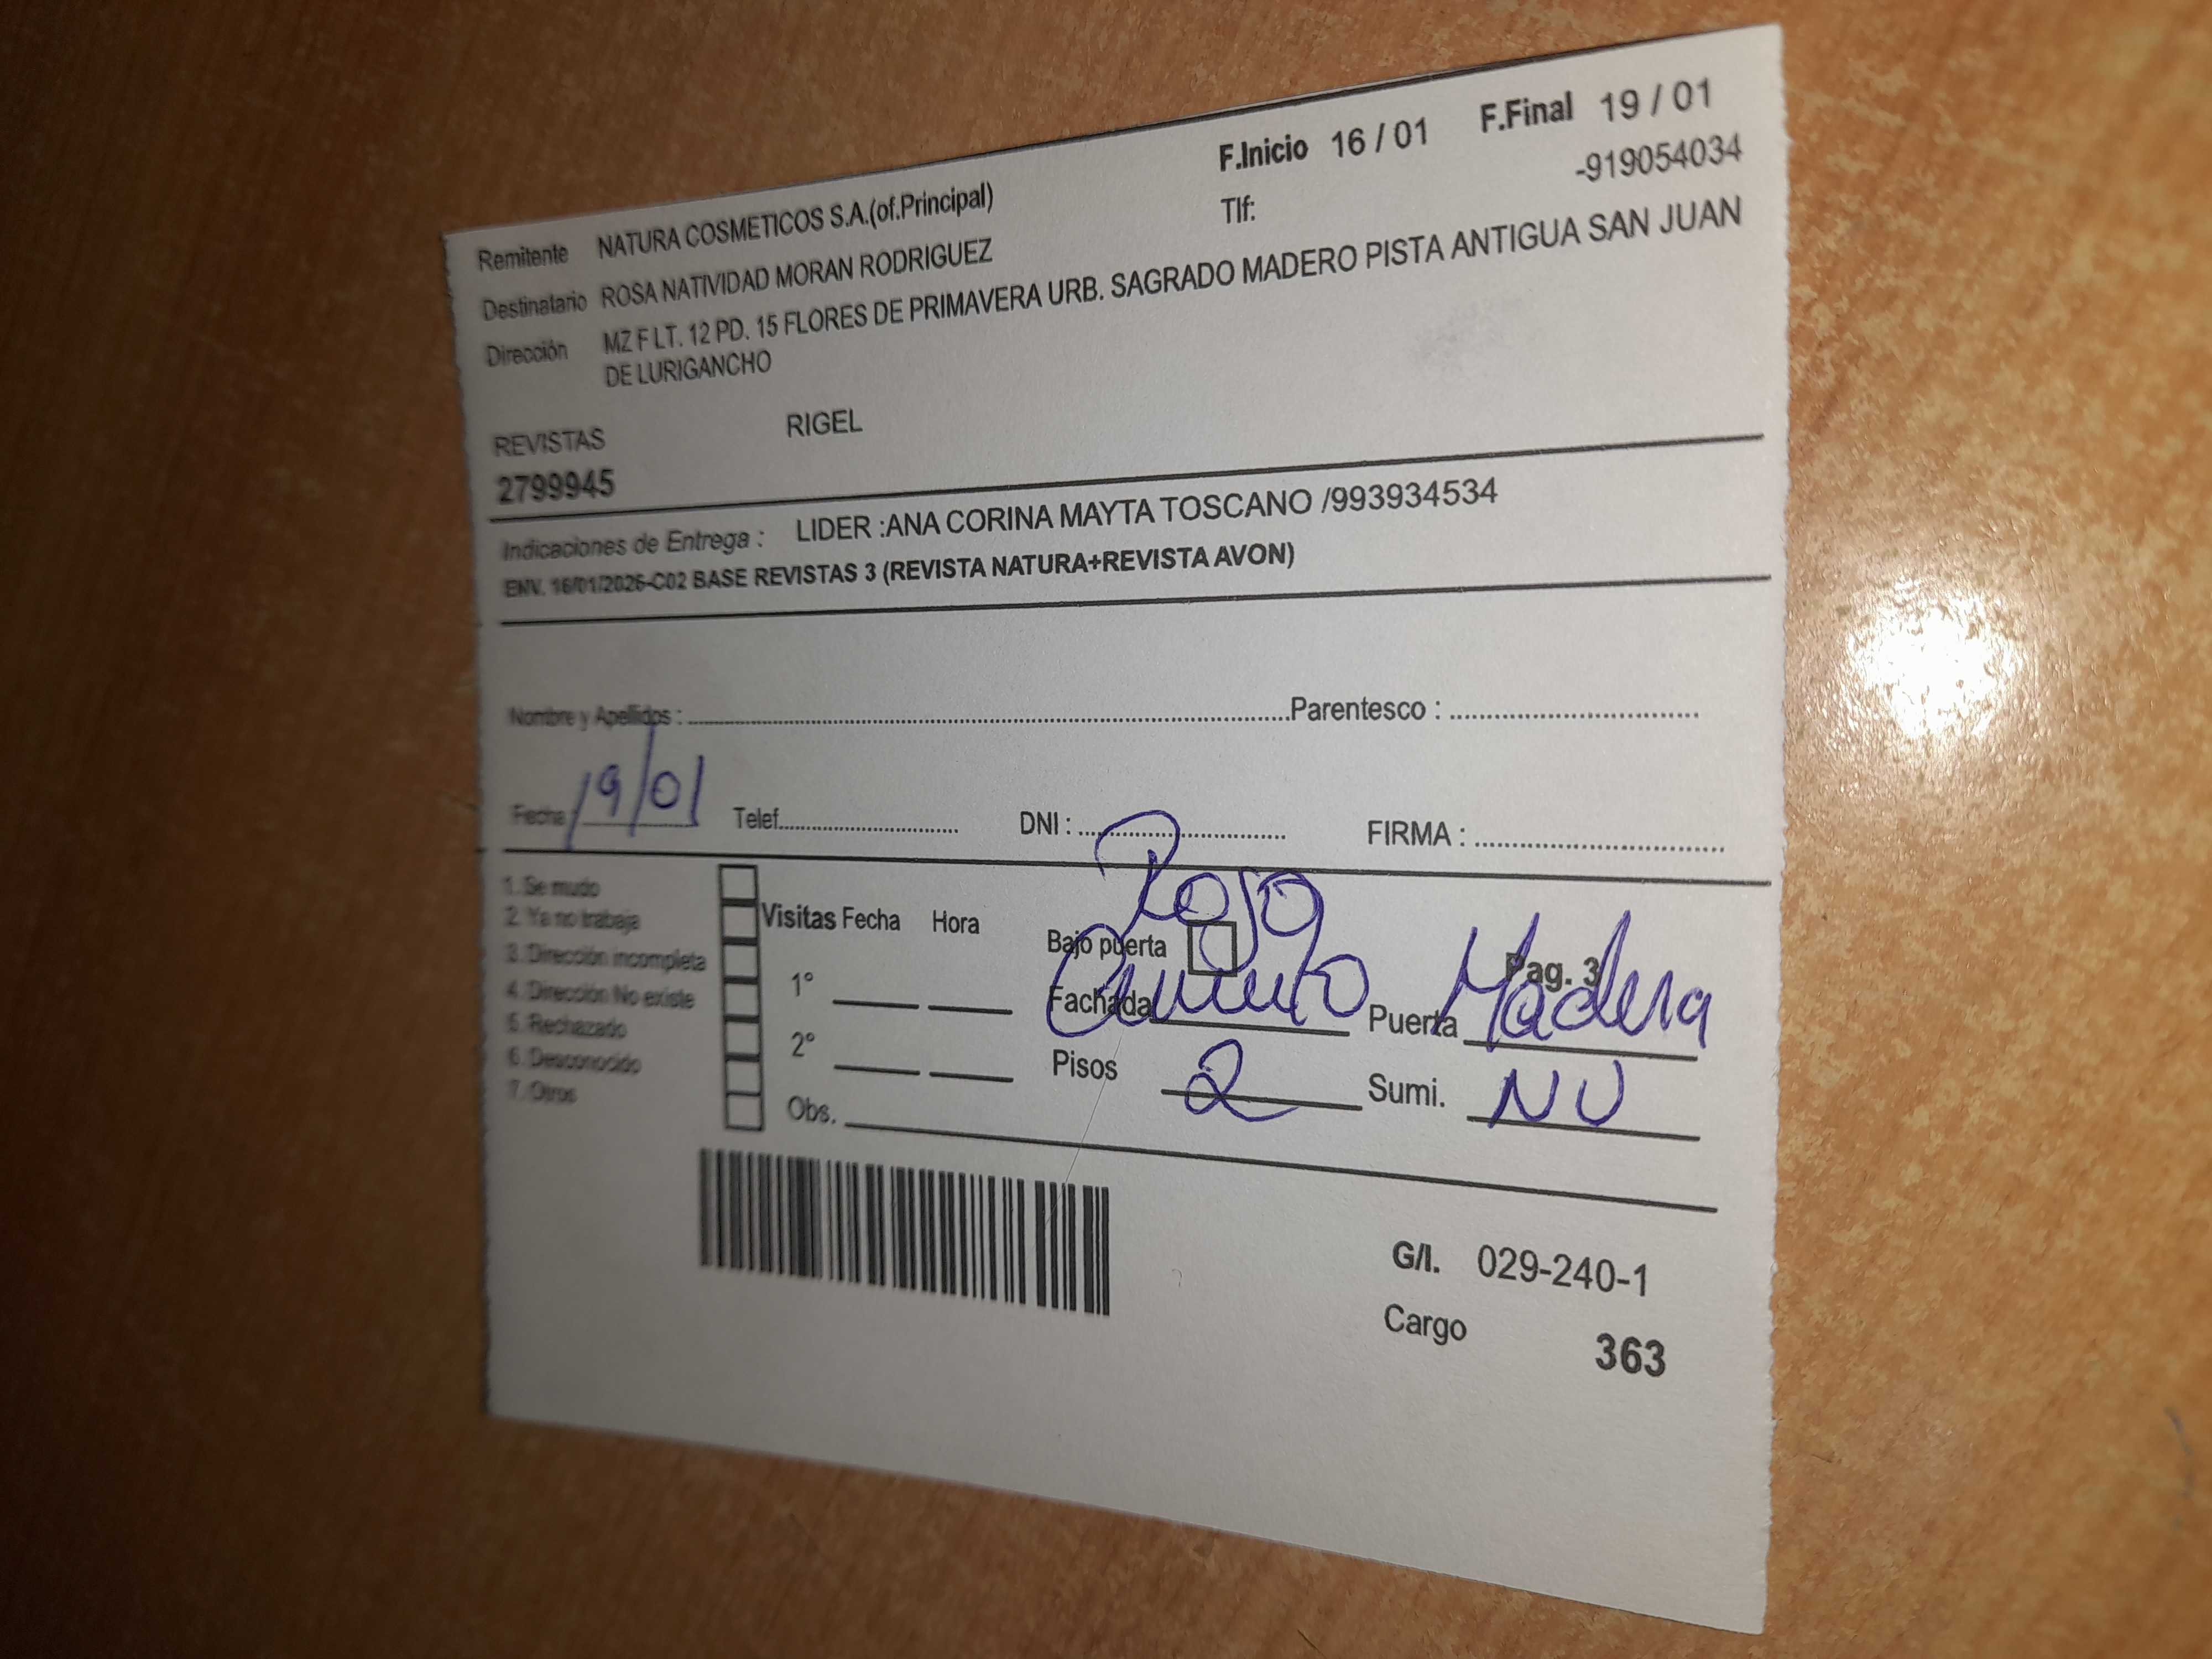 F.Inicio 16 / 01 F.Final 19 / 01
Remitente NATURA COSMETICOS S.A.(of.Principal) Tlf: -919054034
Destinatario ROSA NATIVIDAD MORAN RODRIGUEZ
Dirección MZ F LT. 12 PD. 15 FLORES DE PRIMAVERA URB. SAGRADO MADERO PISTA ANTIGUA SAN JUAN
DE LURIGANCHO
REVISTAS RIGEL
2799945
Indicaciones de Entrega : LIDER :ANA CORINA MAYTA TOSCANO /993934534
ENV. 16/01/2026-C02 BASE REVISTAS 3 (REVISTA NATURA+REVISTA AVON)
Nombre y Apellidos : Parentesco :
Fecha 19/01 Telef. DNI : FIRMA :
1. Se mudo
2. Ya no trabaja
3. Dirección incompleta
4. Dirección No existe
5. Rechazado
6. Desconocido
7. Otros
Visitas Fecha Hora
1°
2°
Obs.
Bajo puerta Pag. 3
Rojo
Fachada Puerta Madera
Pisos 2 Sumi. NU
G/I. 029-240-1
Cargo 363